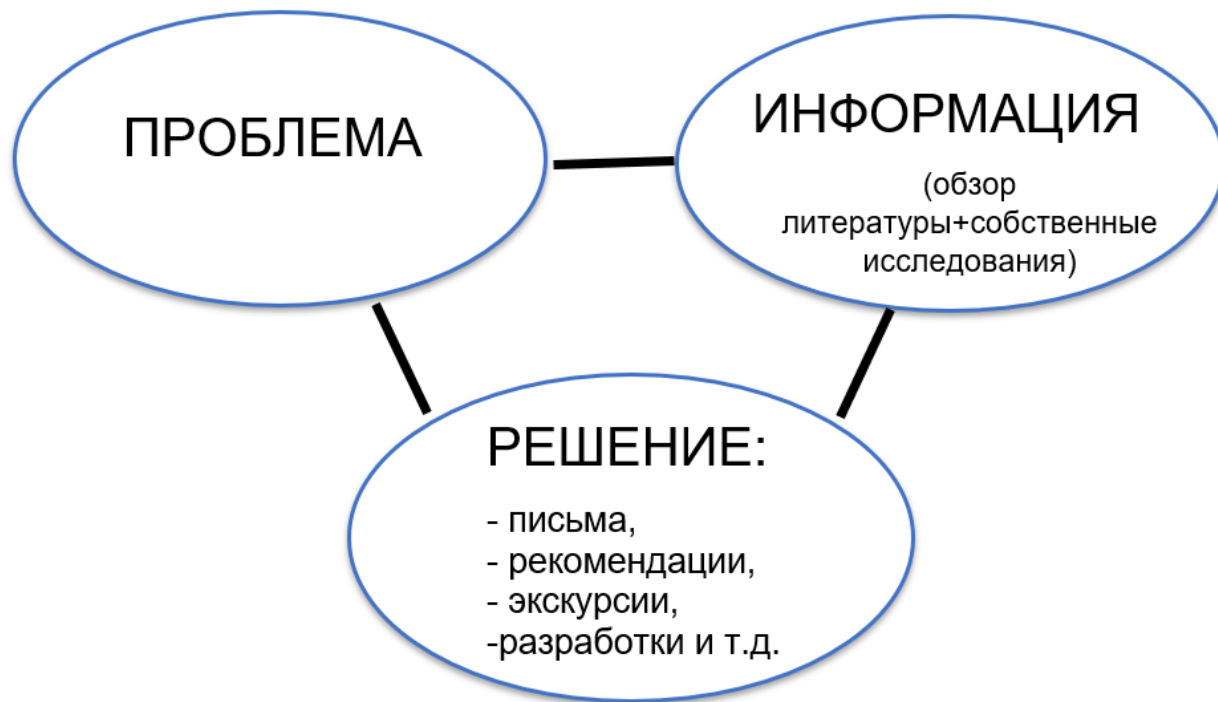 ПРОБЛЕМА
ИНФОРМАЦИЯ
(обзор
литературы+собственные
исследования)
РЕШЕНИЕ:
- письма,
- рекомендации,
- экскурсии,
-разработки и т.д.